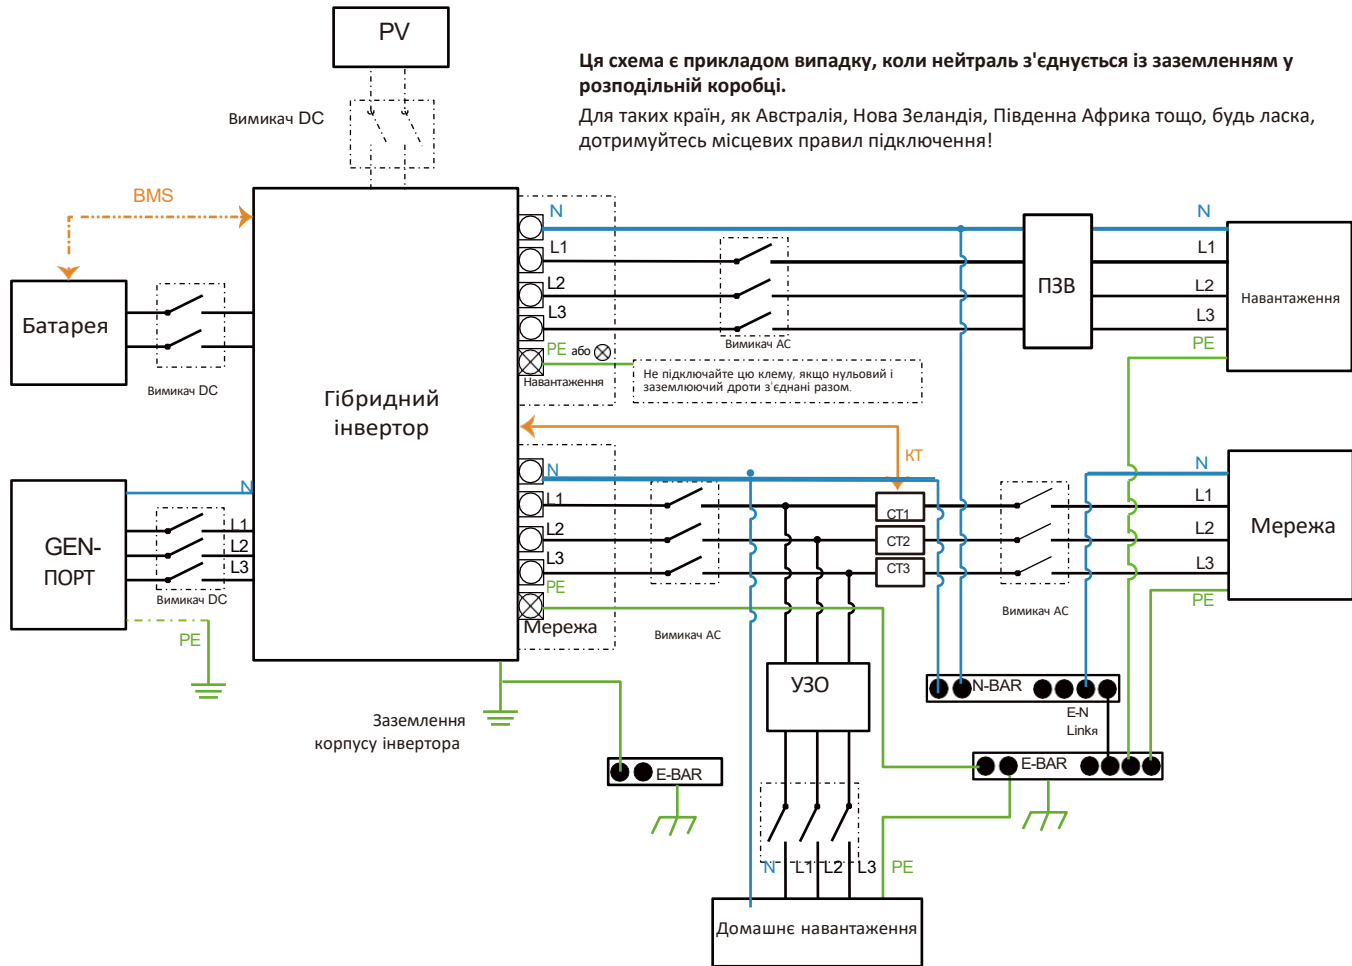 PV
Ця схема є прикладом випадку, коли нейтраль з'єднується із заземленням у
розподільній коробці.
Для таких країн, як Австралія, Нова Зеландія, Південна Африка тощо, будь ласка,
дотримуйтесь місцевих правил підключення!
Вимикач DC
BMS
Батарея
Вимикач DC
Гібридний
інвертор
N
L1
L2
L3
PE або
Навантаження
Вимикач AC
Не підключайте цю клему, якщо нульовий і
заземлюючий дроти з'єднані разом.
ПЗВ
N
L1
L2
L3
PE
Навантаження
GEN-
ПОРТ
N
L1
L2
L3
Вимикач DC
PE
N
L1
L2
L3
PE
Мережа
Вимикач AC
КТ
CT1
CT2
CT3
Вимикач AC
N
L1
L2
L3
PE
Мережа
Заземлення
корпусу інвертора
E-BAR
УЗО
N-BAR
E-N
Linkя
E-BAR
N L1 L2 L3 PE
Домашнє навантаження